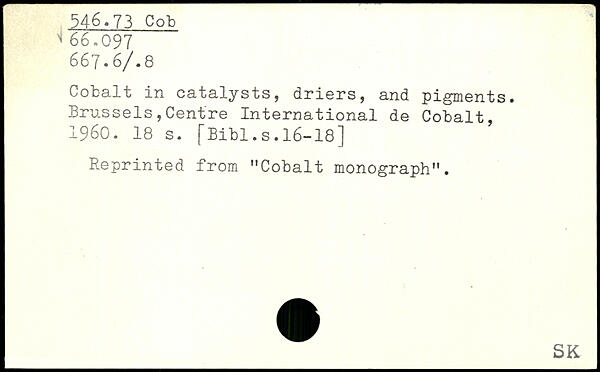 546.73 Cob
66.097
667.6/.8
Cobalt in catalysts, driers, and pigments.
Brussels,Centre International de Cobalt,
1960. 18 s. [Bibl.s.16-18]
Reprinted from "Cobalt monograph".
SK